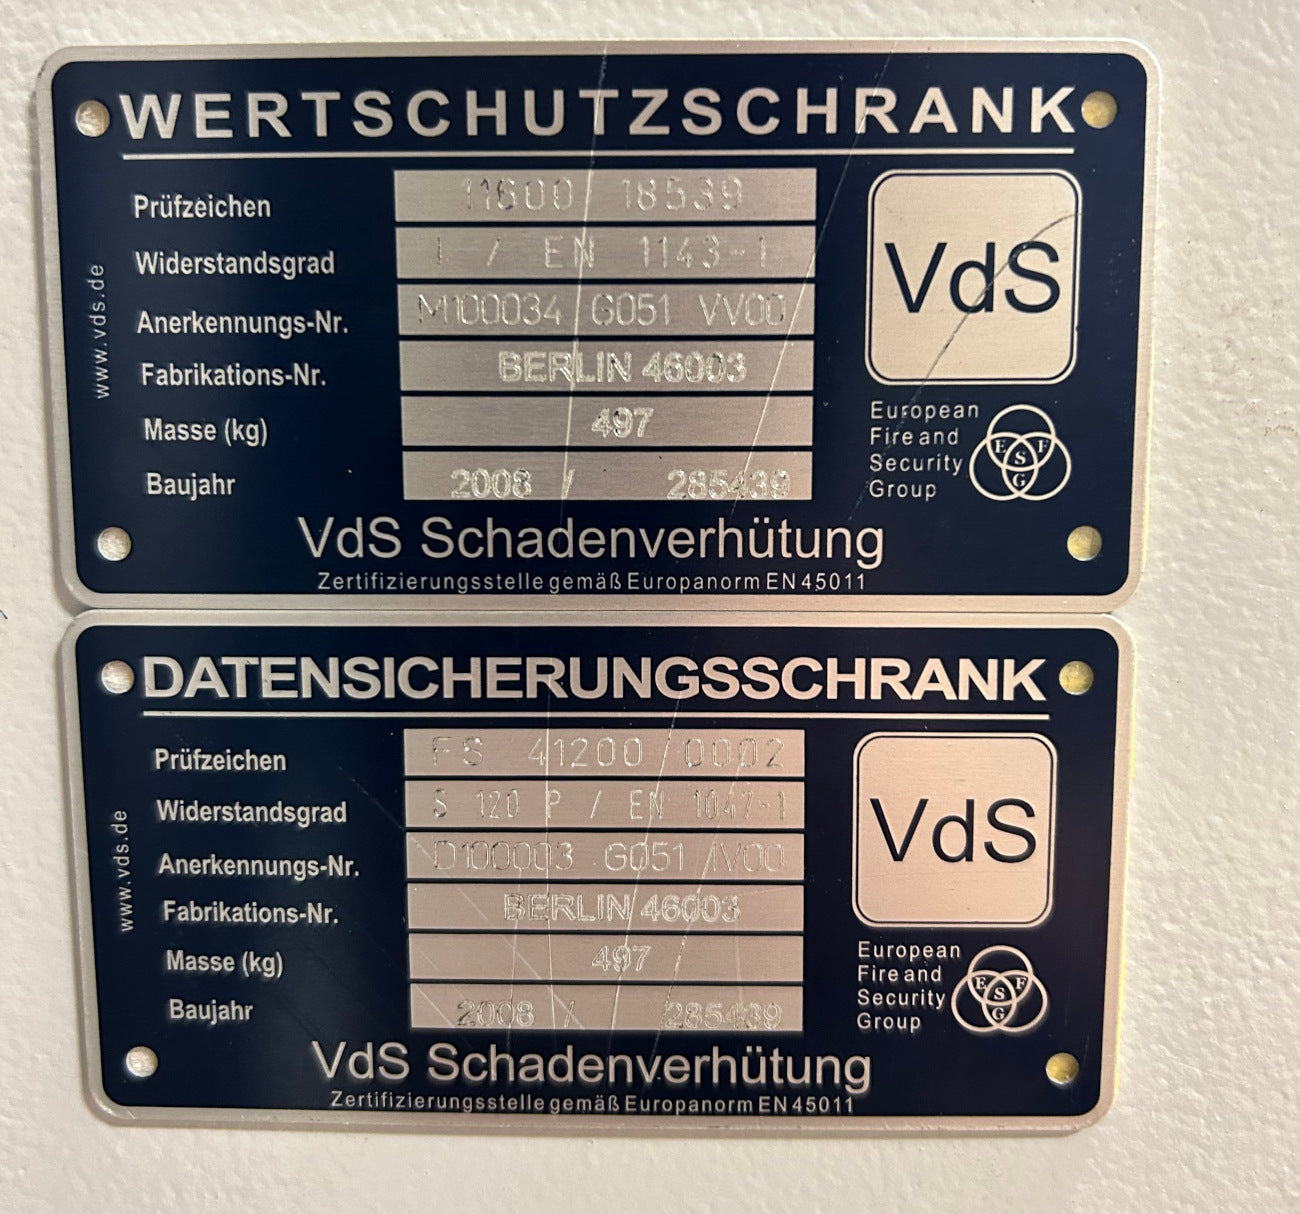 WERTSCHUTZSCHRANK
Prüfzeichen 11600 18539
Widerstandsgrad I / EN 1143-1
Anerkennungs-Nr. M100034 G051 VV00
Fabrikations-Nr. BERLIN 46003
Masse (kg) 497
Baujahr 2008 / 285439
www.vds.de
VdS
European
Fire and
Security
Group
E S F
G
VdS Schadenverhütung
Zertifizierungsstelle gemäß Europanorm EN 45011
DATENSICHERUNGSSCHRANK
Prüfzeichen FS 41200 0002
Widerstandsgrad S 120 P / EN 1047-1
Anerkennungs-Nr. D100003 G051 IV00
Fabrikations-Nr. BERLIN 46003
Masse (kg) 497
Baujahr 2008 / 285439
www.vds.de
VdS
European
Fire and
Security
Group
E S F
G
VdS Schadenverhütung
Zertifizierungsstelle gemäß Europanorm EN 45011